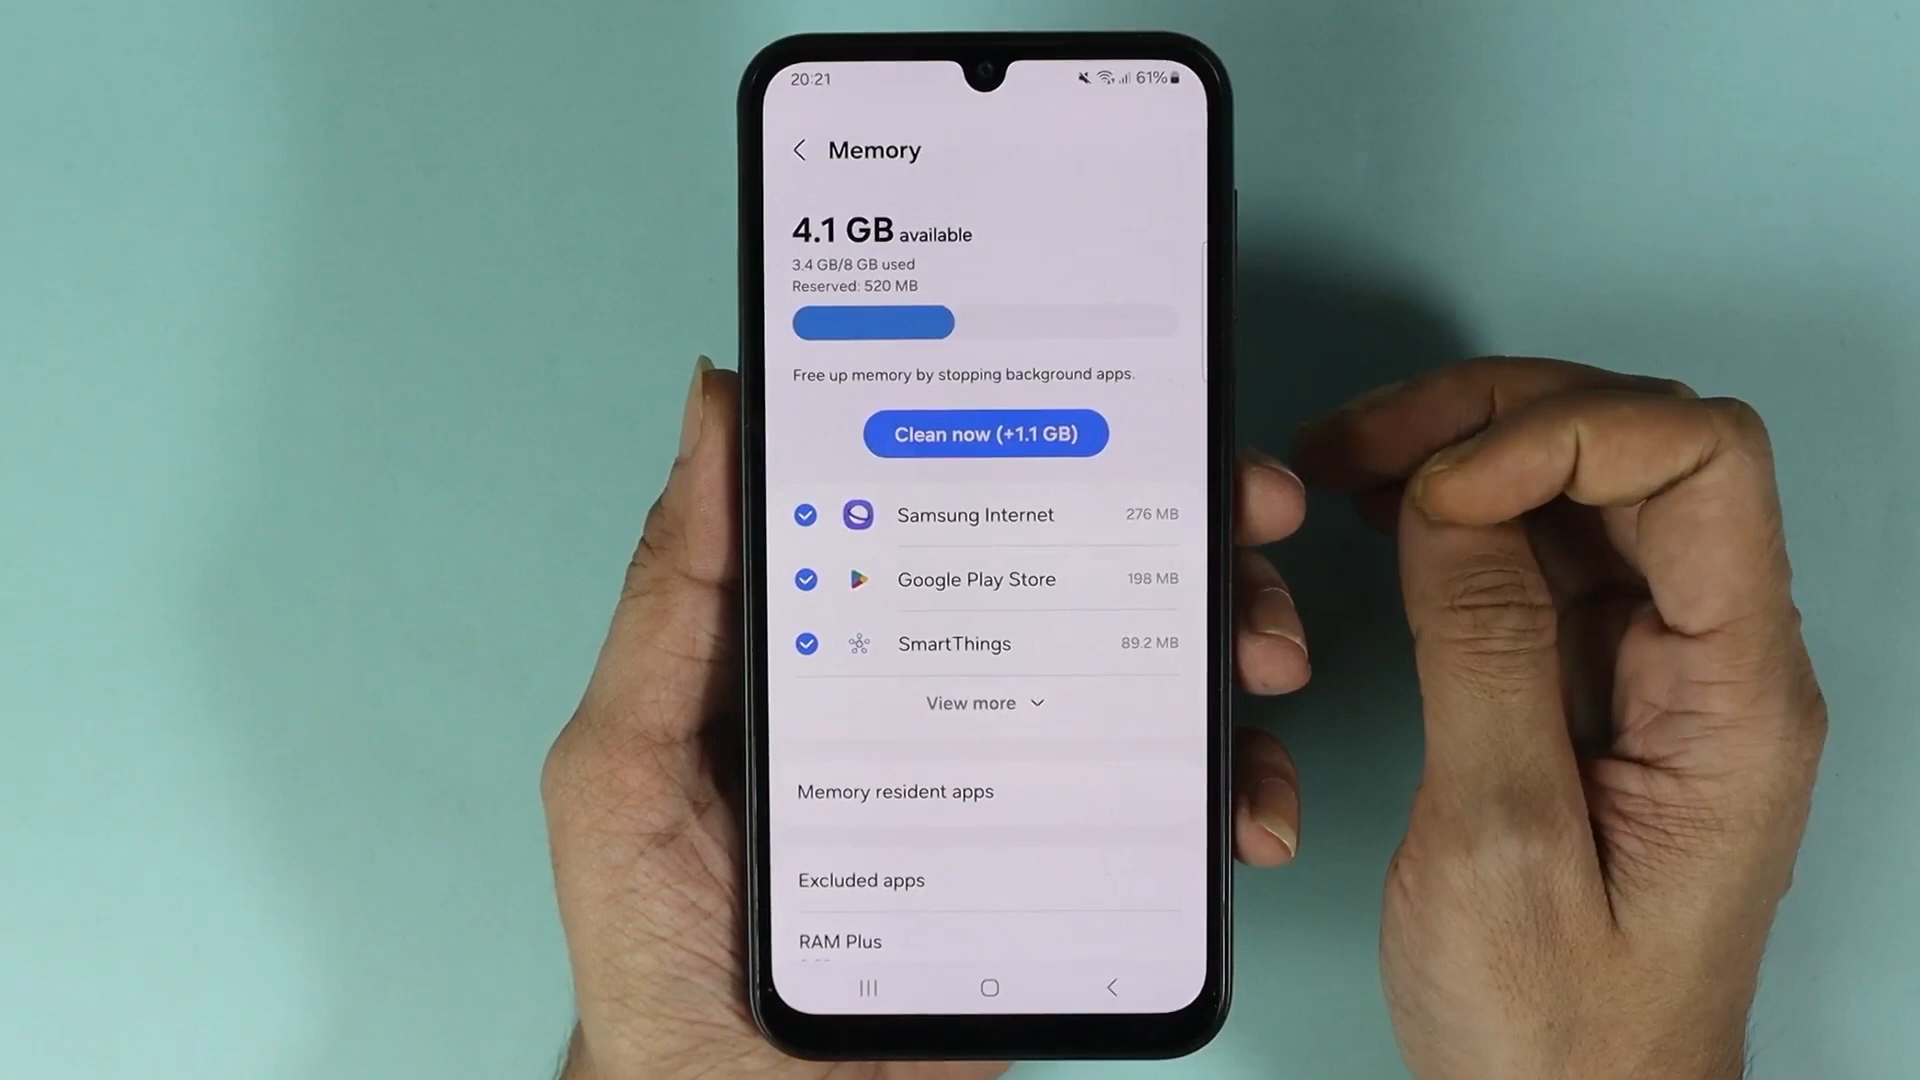 20:21 61%
Memory
4.1 GB available
3.4 GB/8 GB used
Reserved: 520 MB
Free up memory by stopping background apps.
Clean now (+1.1 GB)
Samsung Internet 276 MB
Google Play Store 198 MB
SmartThings 89.2 MB
View more
Memory resident apps
Excluded apps
RAM Plus